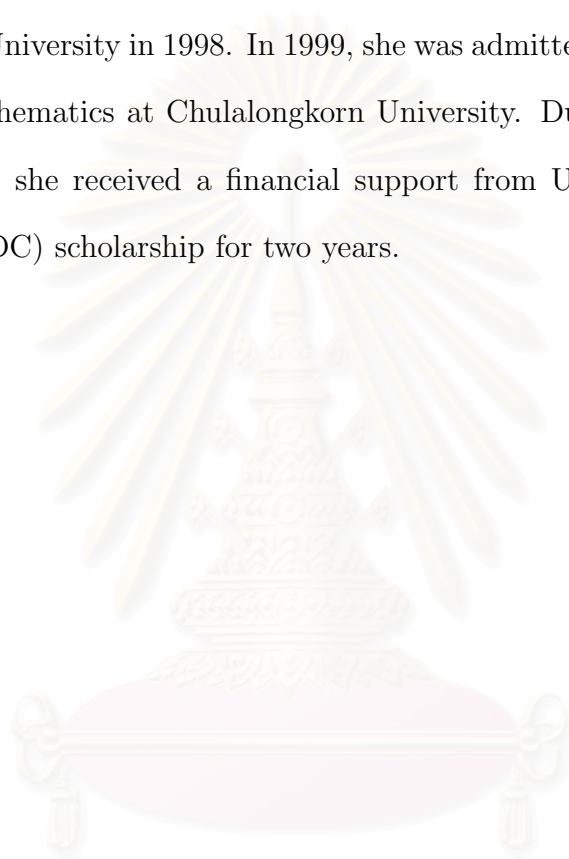 University in 1998. In 1999, she was admitte
hematics at Chulalongkorn University. Du
she received a financial support from U
DC) scholarship for two years.